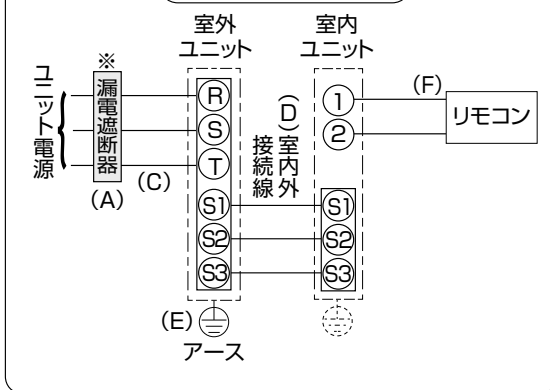 室外
ユニット
室内
ユニット
※
漏電遮断器
(A)
ユニット電源
(C)
R
S
T
S1
S2
S3
(D)室内外
接続線
1
2
S1
S2
S3
(F)
リモコン
(E)
アース